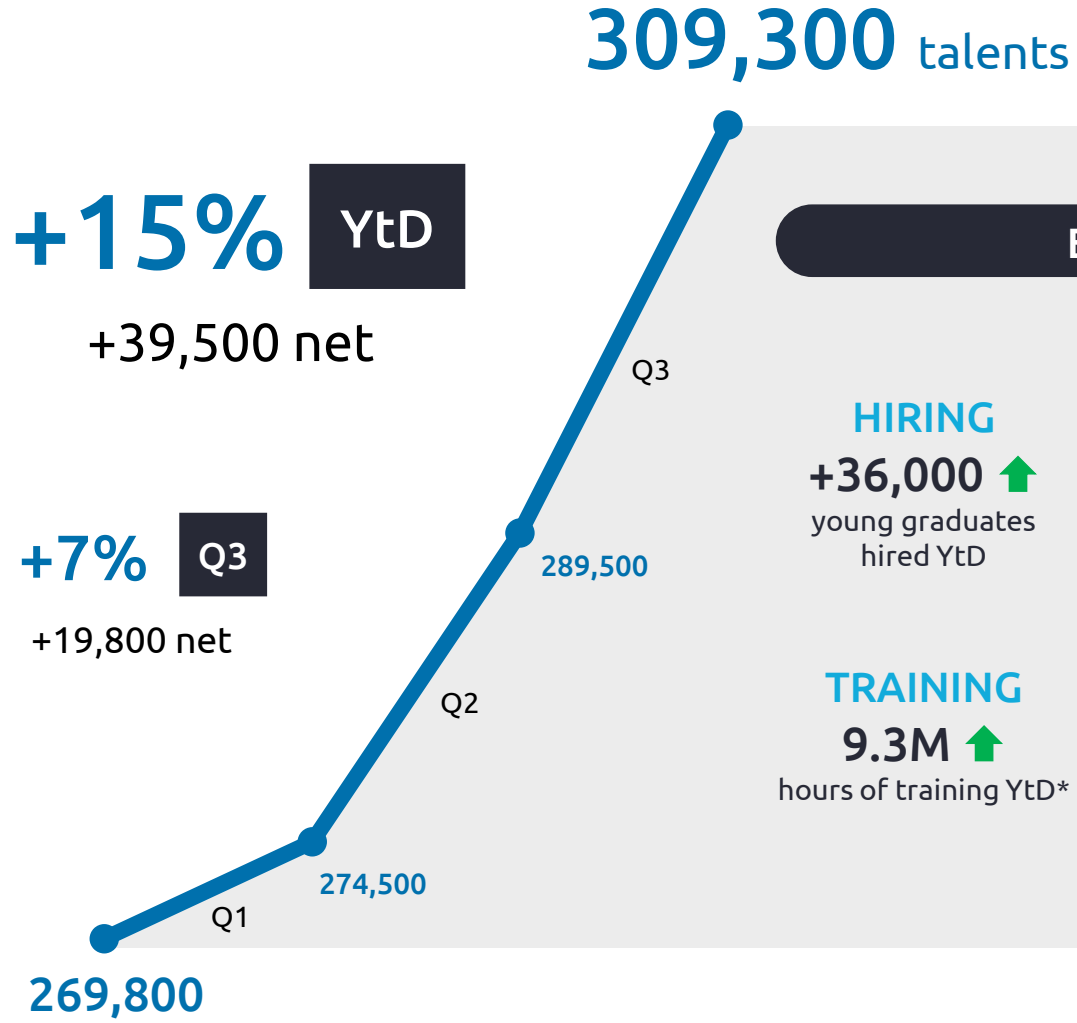 309,300 talents
+15% YtD
+39,500 net
Q3
HIRING
+36,000
young graduates
hired YtD
+7% Q3
+19,800 net
289,500
Q2
TRAINING
9.3M
hours of training YtD*
274,500
Q1
269,800